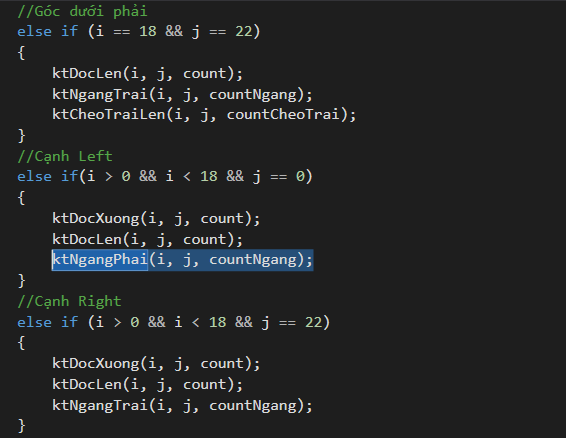 //Góc dưới phải
else if (i == 18 && j == 22)
{
ktDocLen(i, j, count);
ktNgangTrai(i, j, countNgang);
ktCheoTraiLen(i, j, countCheoTrai);
}
//Cạnh Left
else if(i > 0 && i < 18 && j == 0)
{
ktDocXuong(i, j, count);
ktDocLen(i, j, count);
ktNgangPhai(i, j, countNgang);
}
//Cạnh Right
else if (i > 0 && i < 18 && j == 22)
{
ktDocXuong(i, j, count);
ktDocLen(i, j, count);
ktNgangTrai(i, j, countNgang);
}